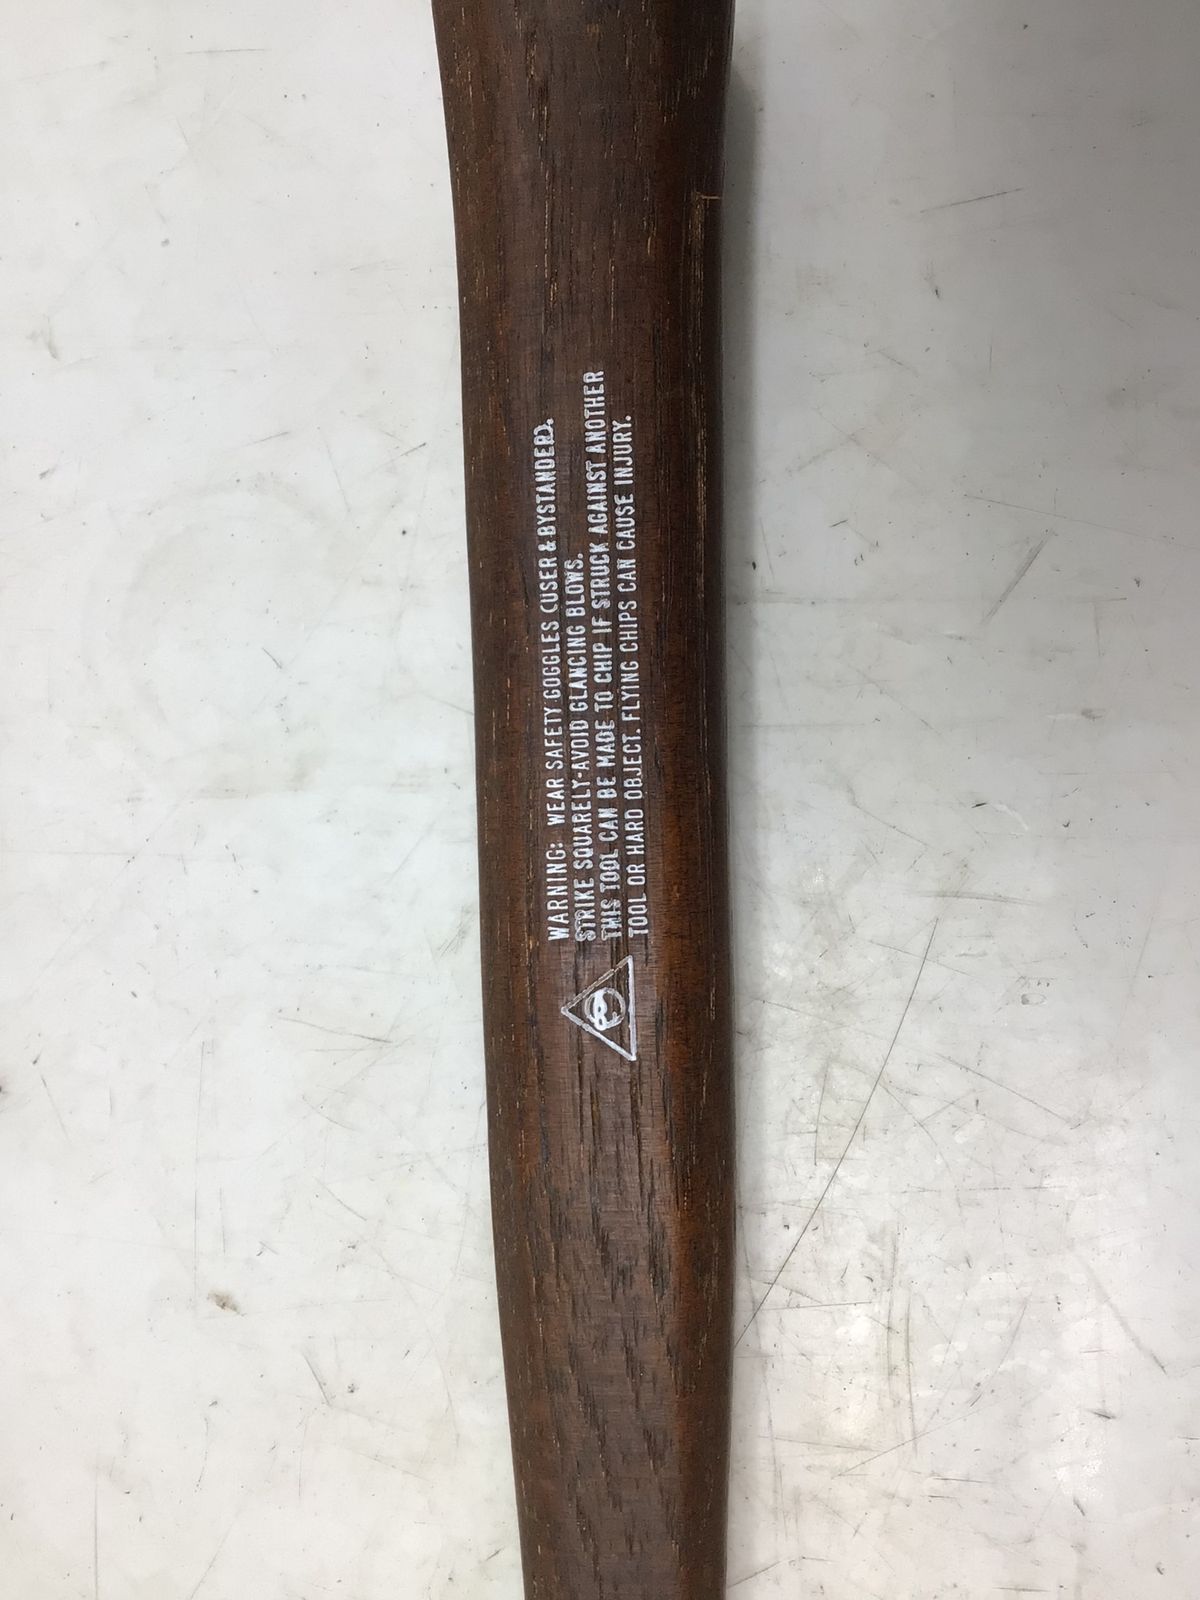 WARNING: WEAR SAFETY GOGGLES (USER & BYSTANDER).
STRIKE SQUARELY-AVOID GLANCING BLOWS.
THIS TOOL CAN BE MADE TO CHIP IF STRUCK AGAINST ANOTHER
TOOL OR HARD OBJECT. FLYING CHIPS CAN CAUSE INJURY.